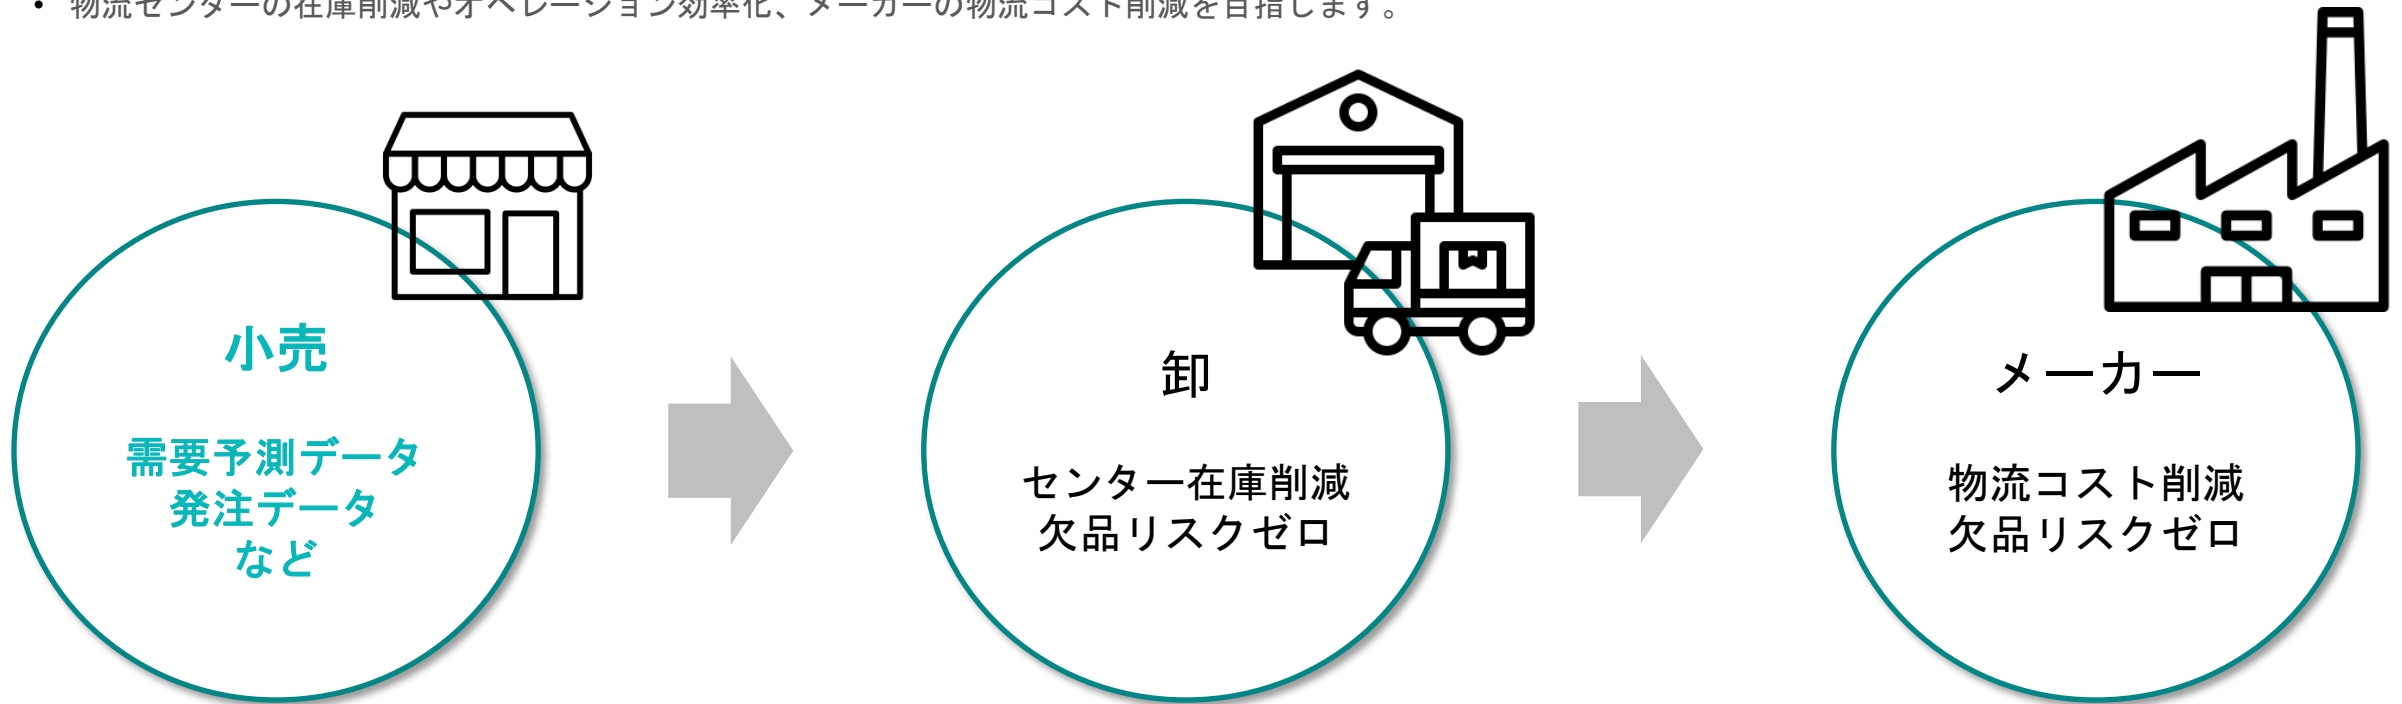 • 物流センターの在庫削減やオペレーション効率化、メーカーの物流コスト削減を目指します。
小売
需要予測データ
発注データ
など
卸
センター在庫削減
欠品リスクゼロ
メーカー
物流コスト削減
欠品リスクゼロ